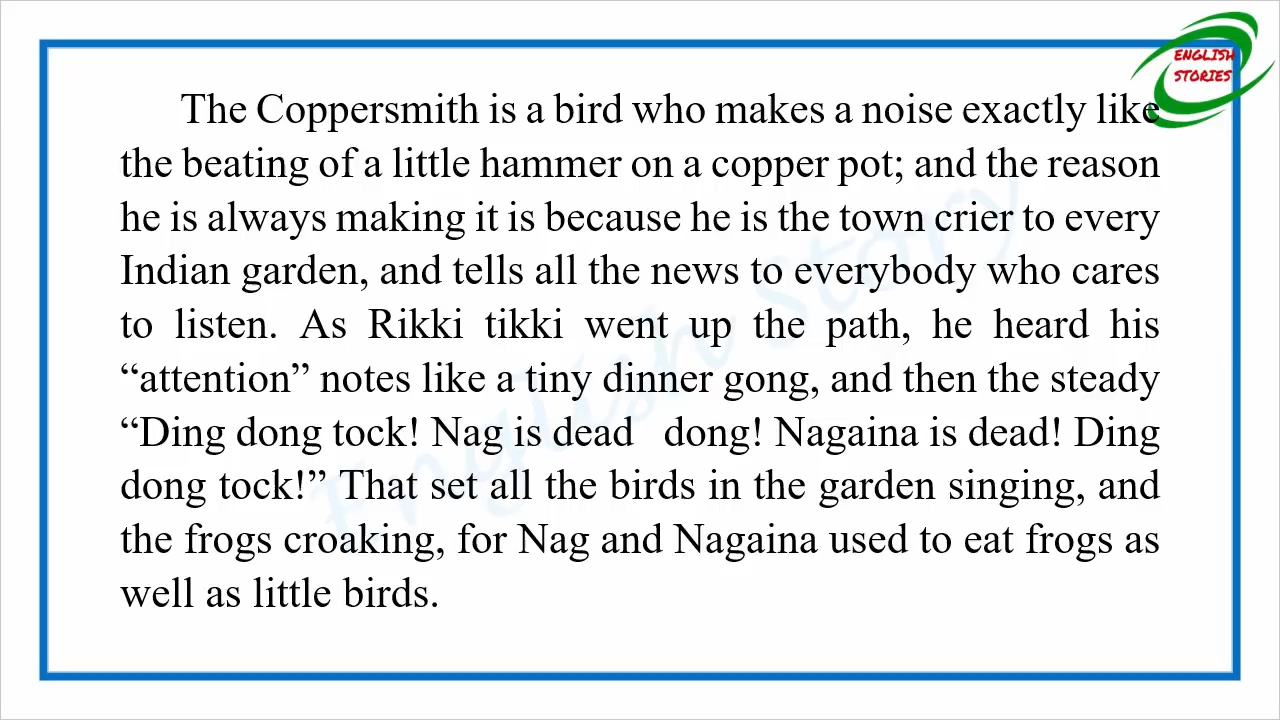 ENGLISH
STORIES
The Coppersmith is a bird who makes a noise exactly like
the beating of a little hammer on a copper pot; and the reason
he is always making it is because he is the town crier to every
Indian garden, and tells all the news to everybody who cares
to listen. As Rikki tikki went up the path, he heard his
“attention” notes like a tiny dinner gong, and then the steady
“Ding dong tock! Nag is dead   dong! Nagaina is dead! Ding
dong tock!” That set all the birds in the garden singing, and
the frogs croaking, for Nag and Nagaina used to eat frogs as
well as little birds.
English Story